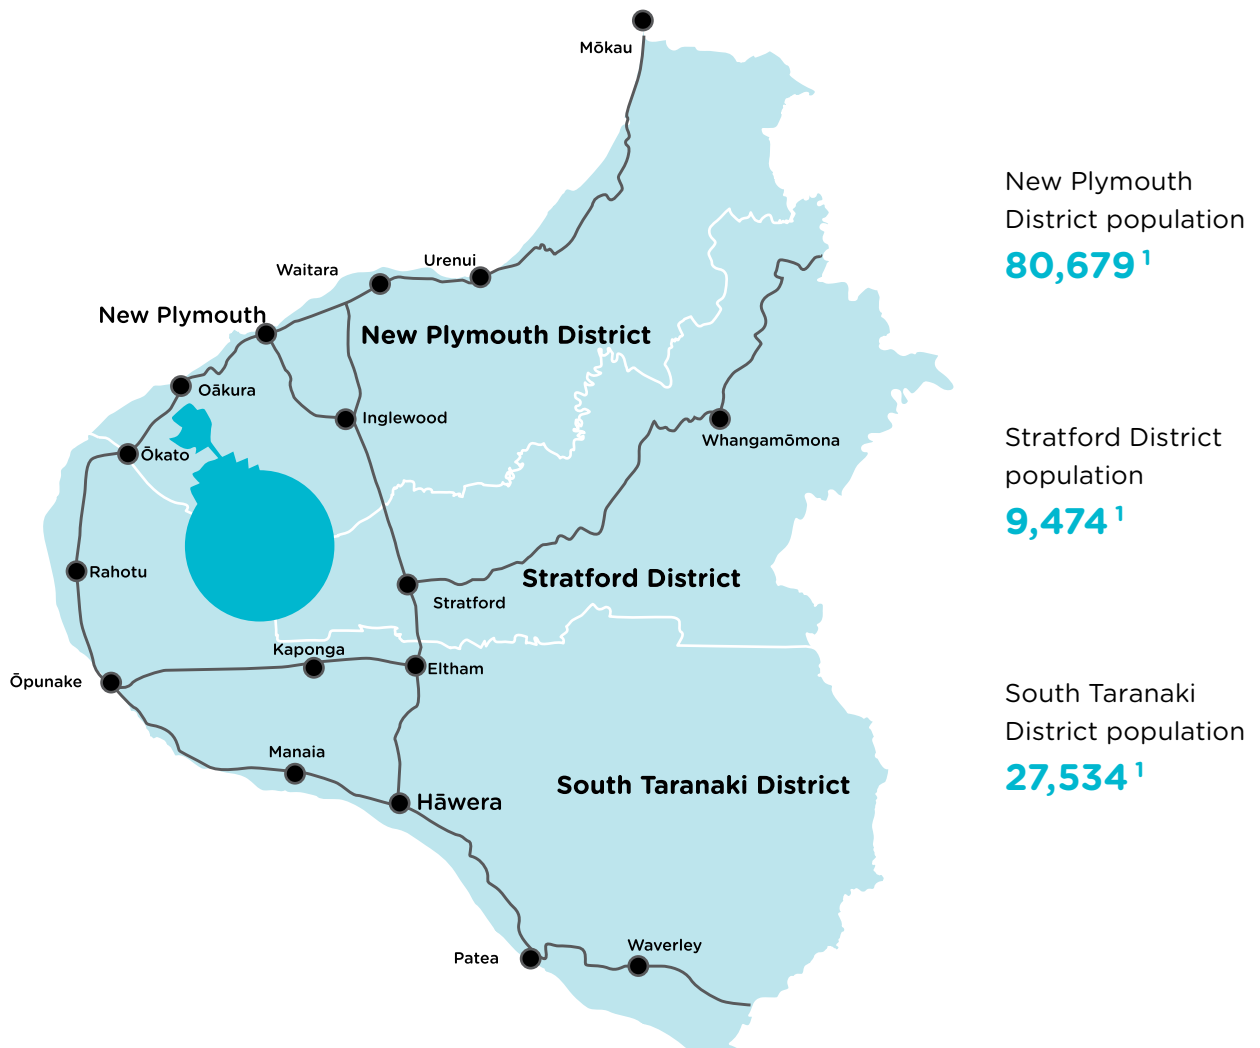 Mōkau
Urenui
Waitara
New Plymouth
New Plymouth District
Oākura
Inglewood
Whangamōmona
Ōkato
Rahotu
Stratford District
Stratford
Kaponga
Eltham
Ōpunake
Manaia
South Taranaki District
Hāwera
Patea
Waverley
New Plymouth
District population
80,679 1
Stratford District
population
9,474 1
South Taranaki
District population
27,534 1